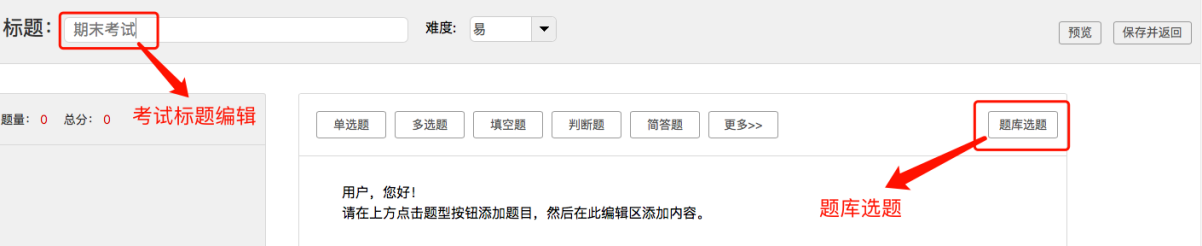 标题: 期末考试 难度: 易 预览 保存并返回
题量: 0 总分: 0 考试标题编辑
单选题 多选题 填空题 判断题 简答题 更多>> 题库选题
用户，您好！
请在上方点击题型按钮添加题目，然后在此编辑区添加内容。
题库选题